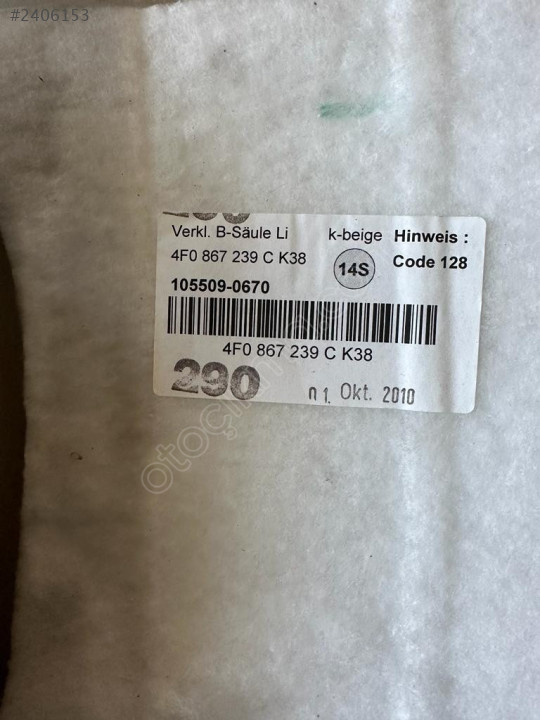 #2406153
Verkl. B-Säule Li k-beige Hinweis :
4F0 867 239 C K38 14S Code 128
105509-0670
4F0 867 239 C K38
290 01. Okt. 2010